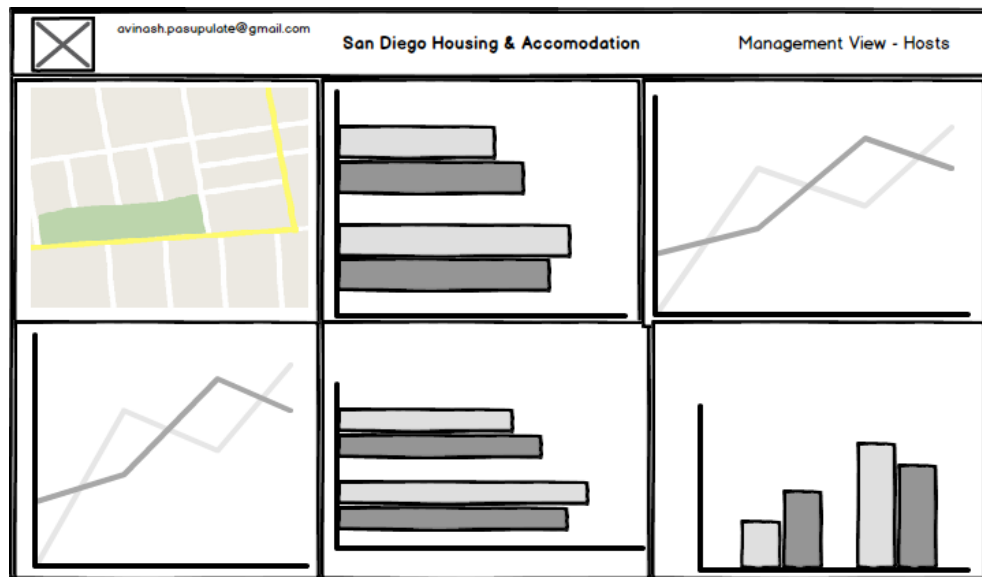 avinash.pasupulate@gmail.com
San Diego Housing & Accomodation
Management View - Hosts